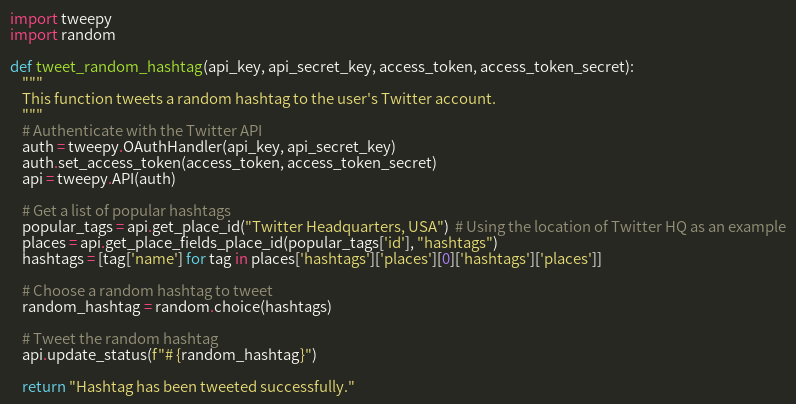 import tweepy
import random
def tweet_random_hashtag(api_key, api_secret_key, access_token, access_token_secret):
"""
This function tweets a random hashtag to the user's Twitter account.
"""
# Authenticate with the Twitter API
auth = tweepy.OAuthHandler(api_key, api_secret_key)
auth.set_access_token(access_token, access_token_secret)
api = tweepy.API(auth)
# Get a list of popular hashtags
popular_tags = api.get_place_id("Twitter Headquarters, USA")  # Using the location of Twitter HQ as an example
places = api.get_place_fields_place_id(popular_tags['id'], "hashtags")
hashtags = [tag['name'] for tag in places['hashtags']['places'][0]['hashtags']['places']]
# Choose a random hashtag to tweet
random_hashtag = random.choice(hashtags)
# Tweet the random hashtag
api.update_status(f"#{random_hashtag}")
return "Hashtag has been tweeted successfully."